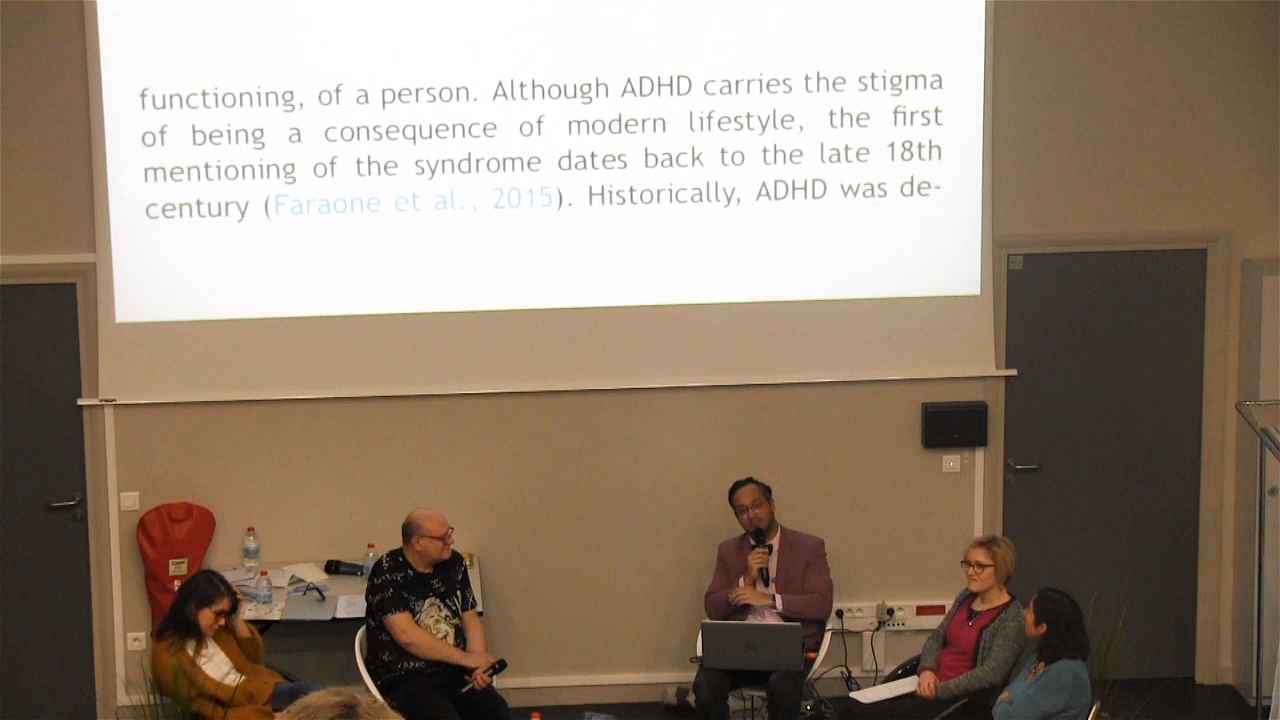 functioning, of a person. Although ADHD carries the stigma
of being a consequence of modern lifestyle, the first
mentioning of the syndrome dates back to the late 18th
century (Faraone et al., 2015). Historically, ADHD was de-